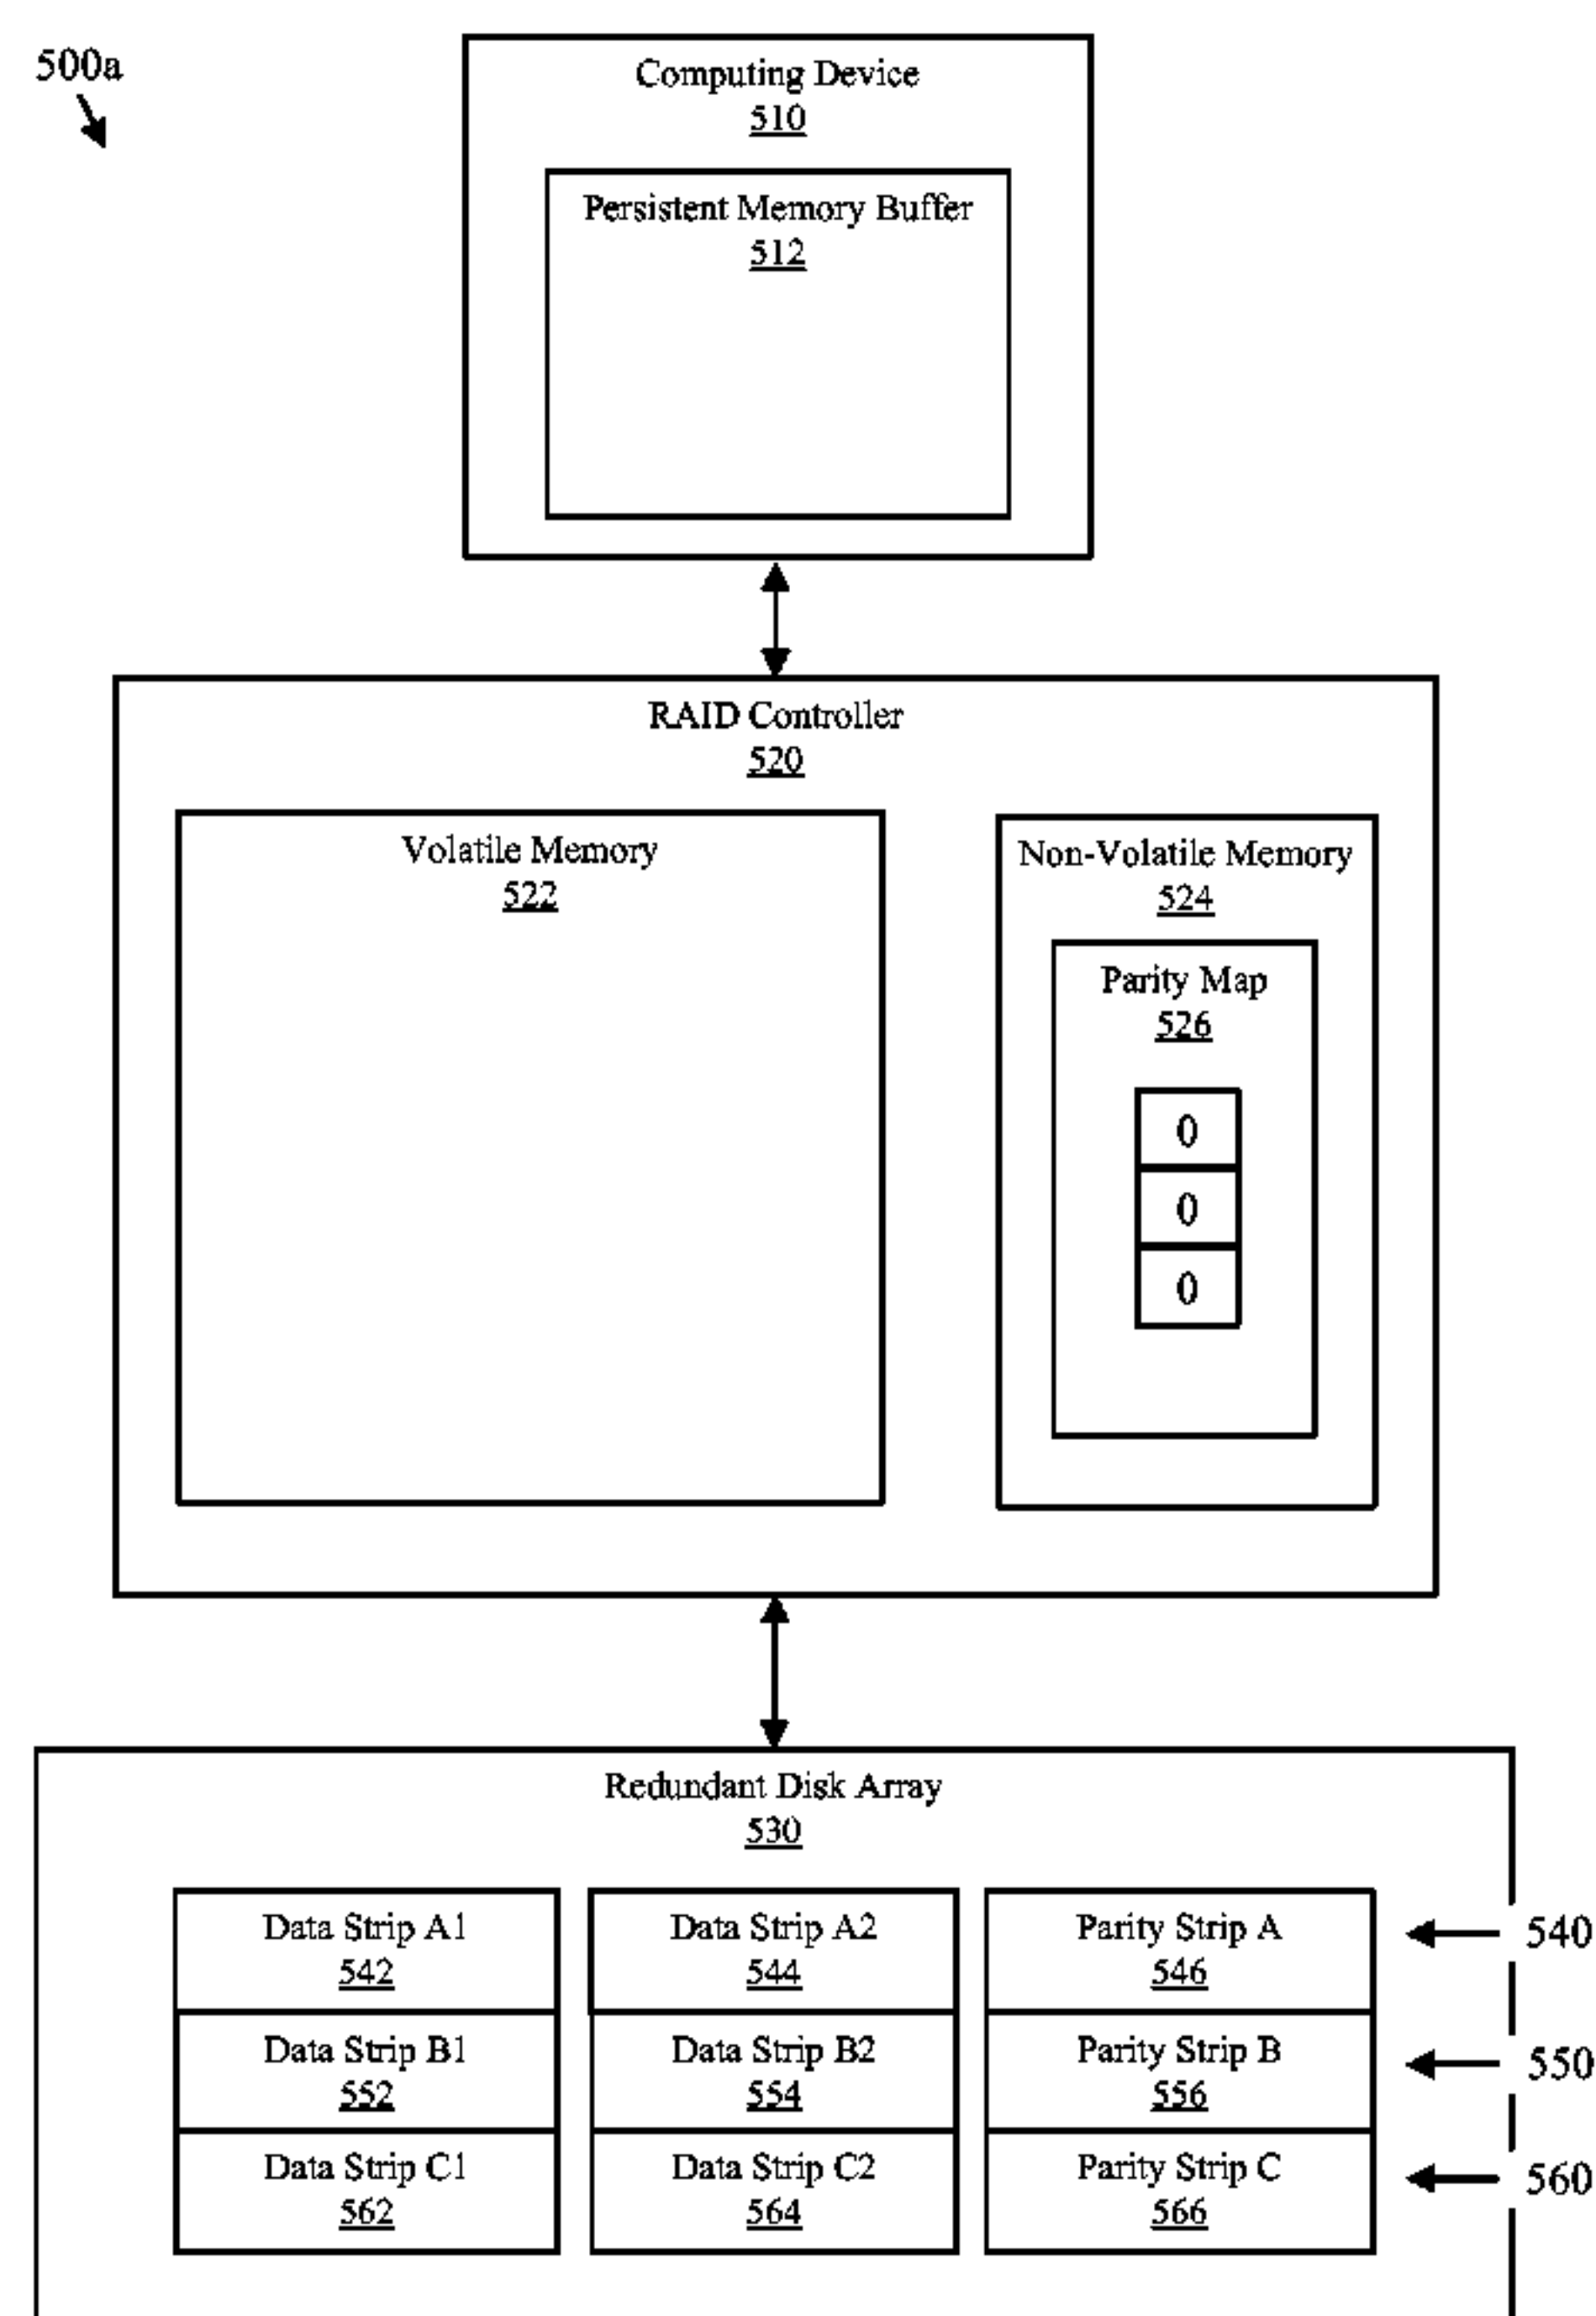 500a
Computing Device
510
Persistent Memory Buffer
512
RAID Controller
520
Volatile Memory
522
Non-Volatile Memory
524
Parity Map
526
0
0
0
Redundant Disk Array
530
Data Strip A1
542
Data Strip A2
544
Parity Strip A
546
540
Data Strip B1
552
Data Strip B2
554
Parity Strip B
556
550
Data Strip C1
562
Data Strip C2
564
Parity Strip C
566
560